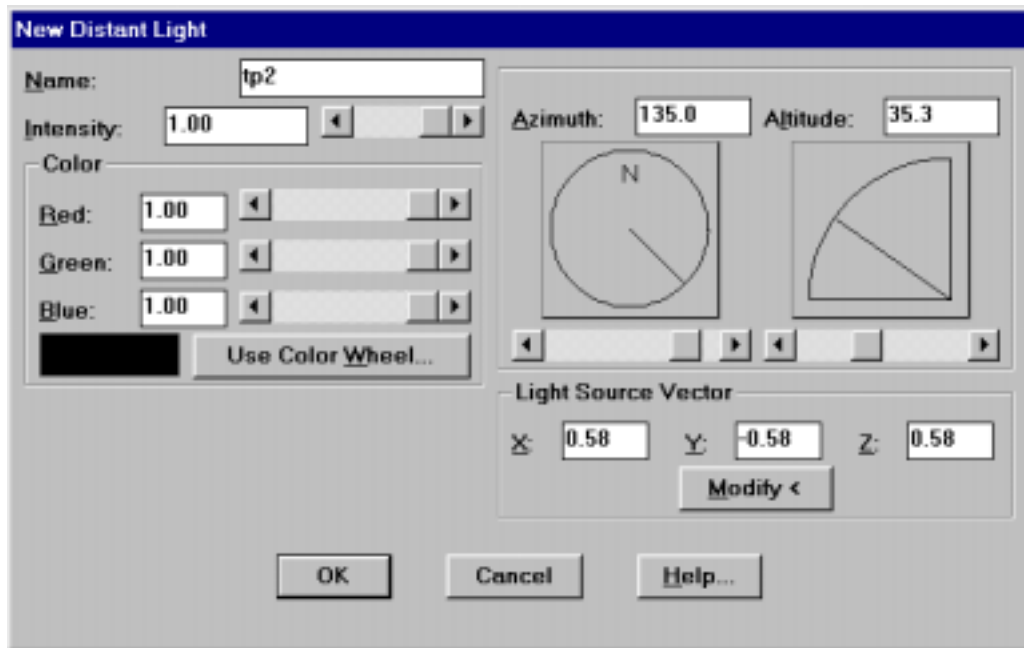 New Distant Light
Name: tp2
Intensity: 1.00
Color
Red: 1.00
Green: 1.00
Blue: 1.00
Use Color Wheel...
Azimuth: 135.0 Altitude: 35.3
N
Light Source Vector
X: 0.58 Y: -0.58 Z: 0.58
Modify <
OK Cancel Help...